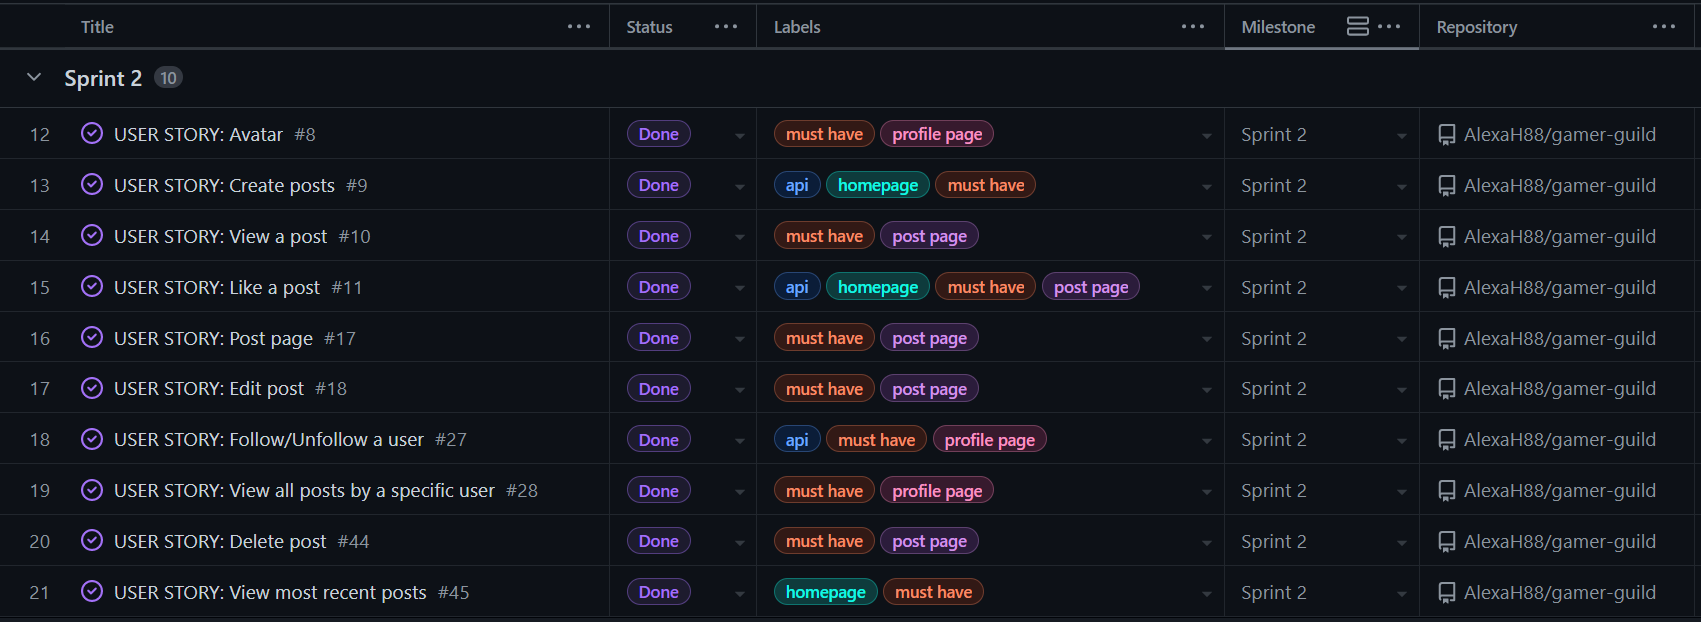 Title ··· Status ··· Labels ··· Milestone ··· Repository ···
Sprint 2 10
12 USER STORY: Avatar #8 Done must have profile page Sprint 2 AlexaH88/gamer-guild
13 USER STORY: Create posts #9 Done api homepage must have Sprint 2 AlexaH88/gamer-guild
14 USER STORY: View a post #10 Done must have post page Sprint 2 AlexaH88/gamer-guild
15 USER STORY: Like a post #11 Done api homepage must have post page Sprint 2 AlexaH88/gamer-guild
16 USER STORY: Post page #17 Done must have post page Sprint 2 AlexaH88/gamer-guild
17 USER STORY: Edit post #18 Done must have post page Sprint 2 AlexaH88/gamer-guild
18 USER STORY: Follow/Unfollow a user #27 Done api must have profile page Sprint 2 AlexaH88/gamer-guild
19 USER STORY: View all posts by a specific user #28 Done must have profile page Sprint 2 AlexaH88/gamer-guild
20 USER STORY: Delete post #44 Done must have post page Sprint 2 AlexaH88/gamer-guild
21 USER STORY: View most recent posts #45 Done homepage must have Sprint 2 AlexaH88/gamer-guild